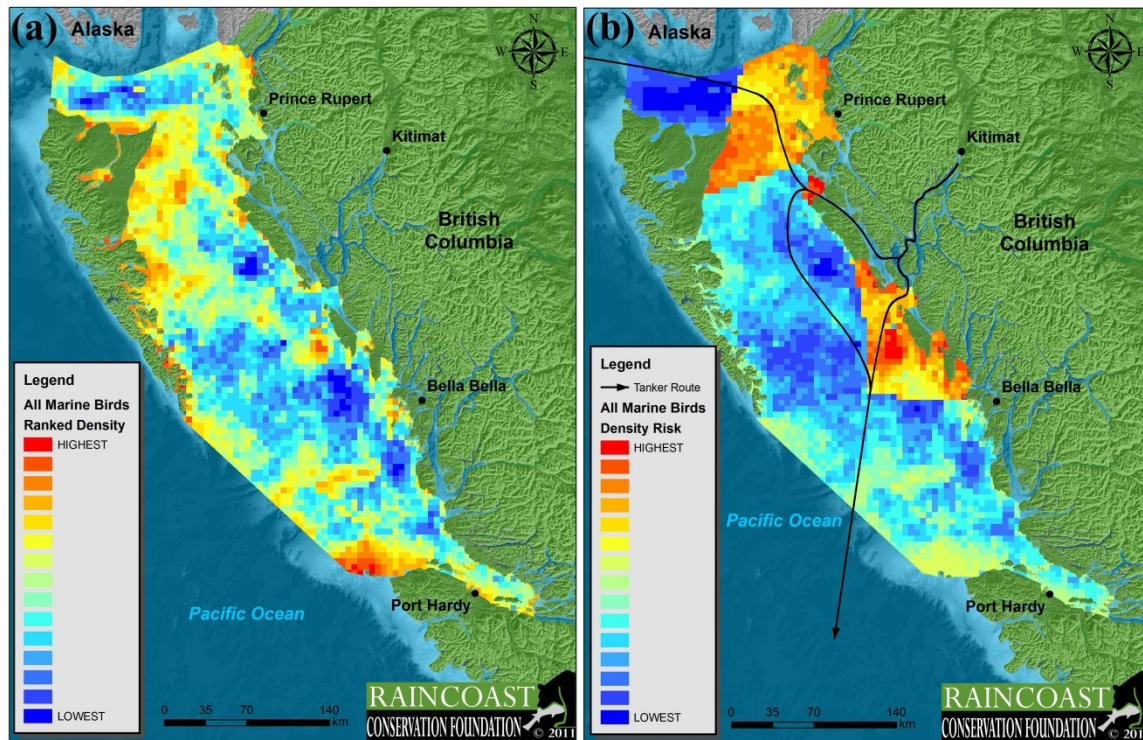 (a)
Alaska
N
W E
S
Prince Rupert
Kitimat
British
Columbia
Legend
All Marine Birds
Ranked Density
HIGHEST
LOWEST
Bella Bella
Port Hardy
Pacific Ocean
0 35 70 140
km
RAINCOAST
CONSERVATION FOUNDATION
© 2011
(b)
Alaska
N
W E
S
Prince Rupert
Kitimat
British
Columbia
Legend
Tanker Route
All Marine Birds
Density Risk
HIGHEST
LOWEST
Bella Bella
Pacific Ocean
Port Hardy
0 35 70 140
km
RAINCOAST
CONSERVATION FOUNDATION
© 201